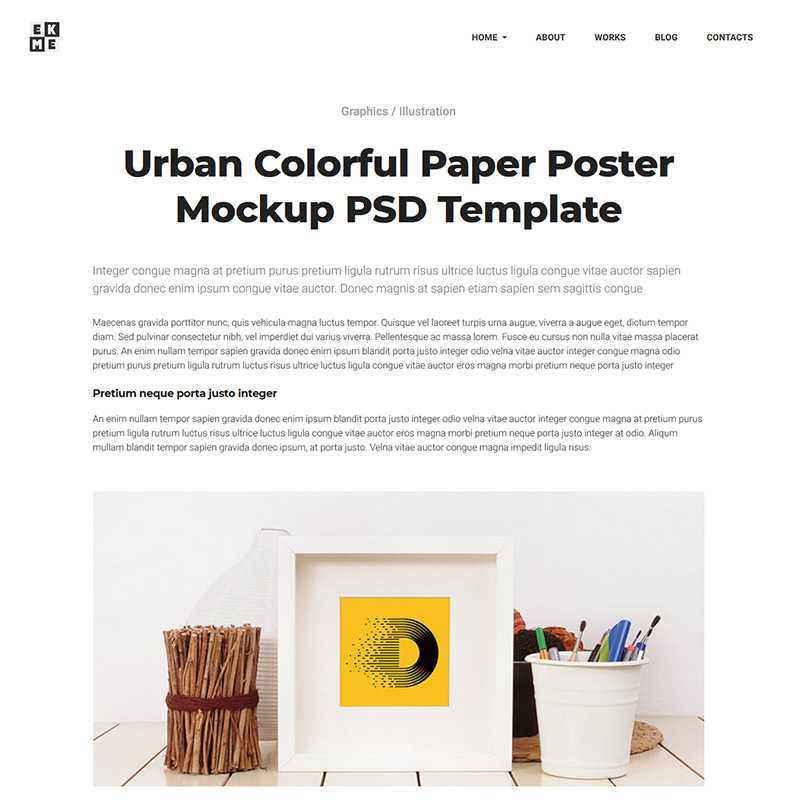 EK
ME
HOME ABOUT WORKS BLOG CONTACTS
Graphics / Illustration
Urban Colorful Paper Poster
Mockup PSD Template
Integer congue magna at pretium purus pretium ligula rutrum risus ultrice luctus ligula congue vitae auctor sapien
gravida donec enim ipsum congue vitae auctor. Donec magnis at sapien etiam sapien sem sagittis congue
Maecenas gravida porttitor nunc, quis vehicula magna luctus tempor. Quisque vel laoreet turpis urna augue, viverra a augue eget, dictum tempor
diam. Sed pulvinar consectetur nibh, vel imperdiet dui varius viverra. Pellentesque ac massa lorem. Fusce eu cursus non nulla vitae massa placerat
purus. An enim nullam tempor sapien gravida donec enim ipsum blandit porta justo integer odio velna vitae auctor integer congue magna odio
pretium purus pretium ligula rutrum luctus risus ultrice luctus ligula congue vitae auctor eros magna morbi pretium neque porta justo integer
Pretium neque porta justo integer
An enim nullam tempor sapien gravida donec enim ipsum blandit porta justo integer odio velna vitae auctor integer congue magna at pretium purus
pretium ligula rutrum luctus risus ultrice luctus ligula congue vitae auctor eros magna morbi pretium neque porta justo integer at odio. Aliqum
mullam blandit tempor sapien gravida donec ipsum, at porta justo. Velna vitae auctor congue magna impedit ligula risus.
D